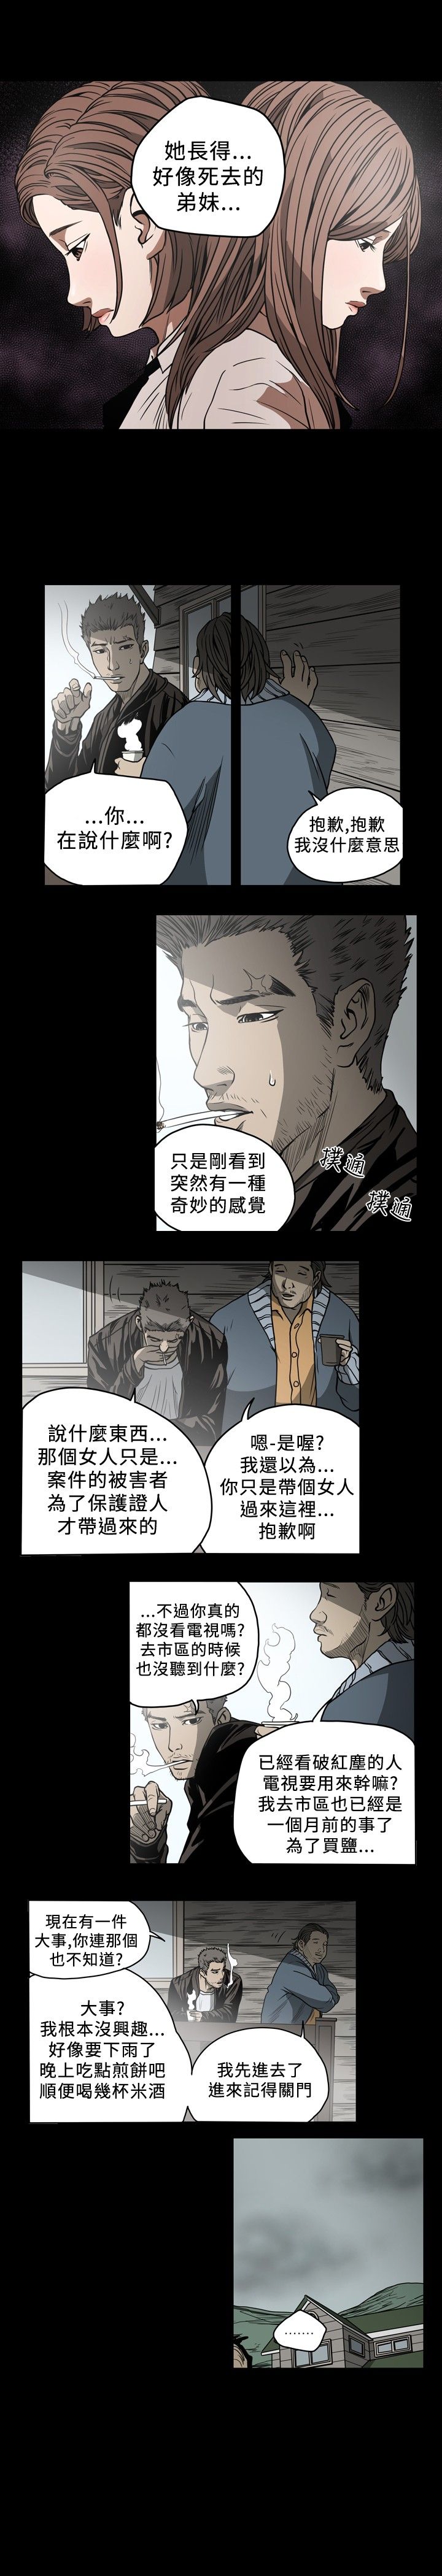 她長得...
好像死去的
弟妹...
...你...
在說什麼啊?
抱歉,抱歉
我沒什麼意思
只是剛看到
突然有一種
奇妙的感覺
撲通
撲通
說什麼東西...
那個女人只是...
案件的被害者
為了保護證人
才帶過來的
嗯-是喔?
我還以為...
你只是帶個女人
過來這裡...
抱歉啊
...不過你真的
都沒看電視嗎?
去市區的時候
也沒聽到什麼?
已經看破紅塵的人
電視要用來幹嘛?
我去市區也已經是
一個月前的事了
為了買鹽...
現在有一件
大事,你連那個
也不知道?
大事?
我根本沒興趣...
好像要下雨了
晚上吃點煎餅吧
順便喝幾杯米酒
我先進去了
進來記得關門
.......